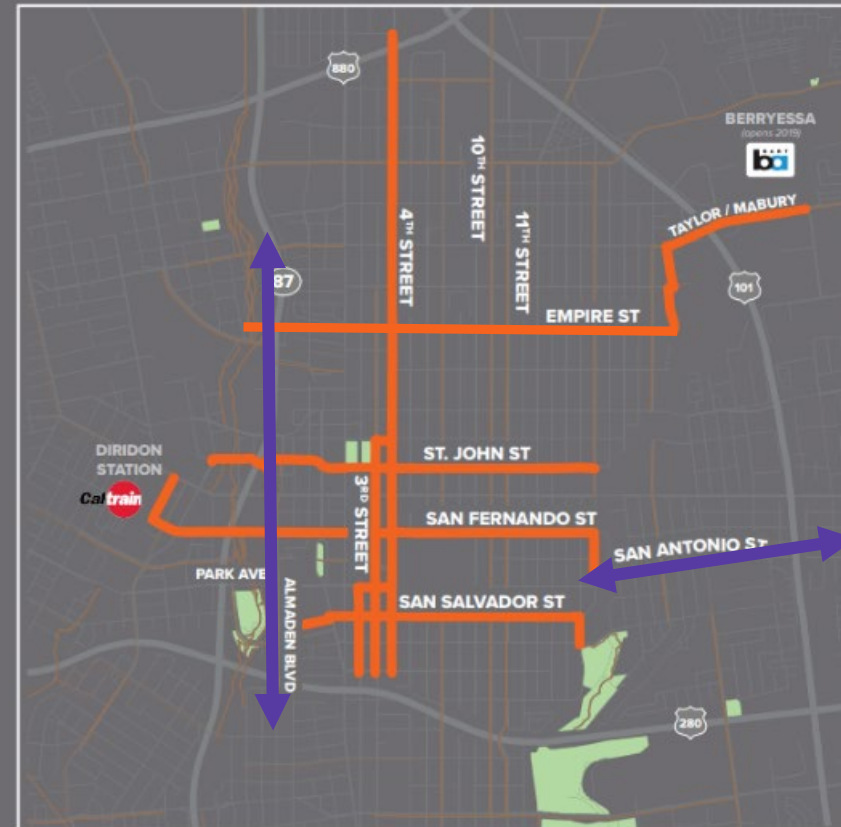 880
BERRYESSA
(opens 2019)
BART
ba
10TH STREET
TAYLOR / MABURY
4TH STREET
11TH STREET
87
101
EMPIRE ST
DIRIDON
STATION
Caltrain
ST. JOHN ST
3RD STREET
SAN FERNANDO ST
SAN ANTONIO ST
PARK AVE
ALMADEN BLVD
SAN SALVADOR ST
280